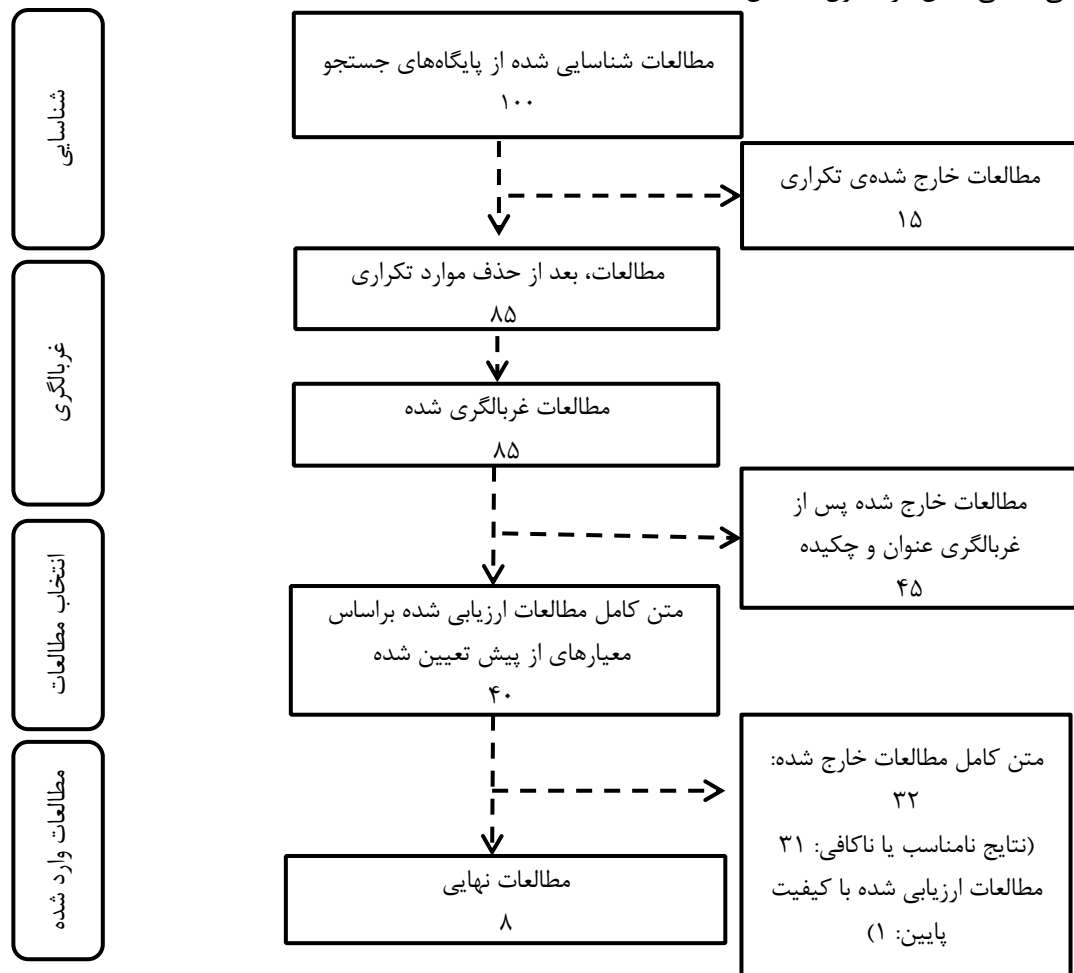 شناسایی
مطالعات شناسایی شده از پایگاه‌های جستجو
۱۰۰
مطالعات خارج شده‌ی تکراری
۱۵
غربالگری
مطالعات، بعد از حذف موارد تکراری
۸۵
مطالعات غربالگری شده
۸۵
مطالعات خارج شده پس از
غربالگری عنوان و چکیده
۴۵
انتخاب مطالعات
متن کامل مطالعات ارزیابی شده براساس
معیارهای از پیش تعیین شده
۴۰
مطالعات وارد شده
متن کامل مطالعات خارج شده:
۳۲
(نتایج نامناسب یا ناکافی: ۳۱
مطالعات ارزیابی شده با کیفیت
پایین: ۱)
مطالعات نهایی
۸